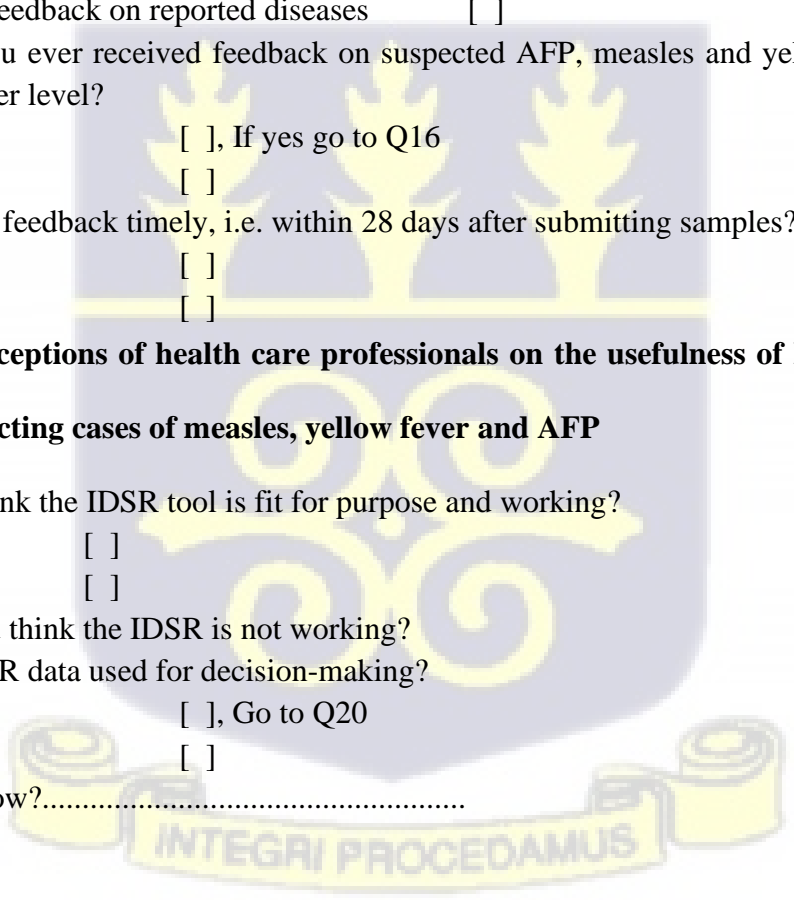 eedback on reported diseases [ ]
u ever received feedback on suspected AFP, measles and ye
er level?
[ ], If yes go to Q16
[ ]
feedback timely, i.e. within 28 days after submitting samples?
[ ]
[ ]
ceptions of health care professionals on the usefulness of
cting cases of measles, yellow fever and AFP
nk the IDSR tool is fit for purpose and working?
[ ]
[ ]
think the IDSR is not working?
R data used for decision-making?
[ ], Go to Q20
[ ]
ow?.....................................................
INTEGRI PROCEDAMUS